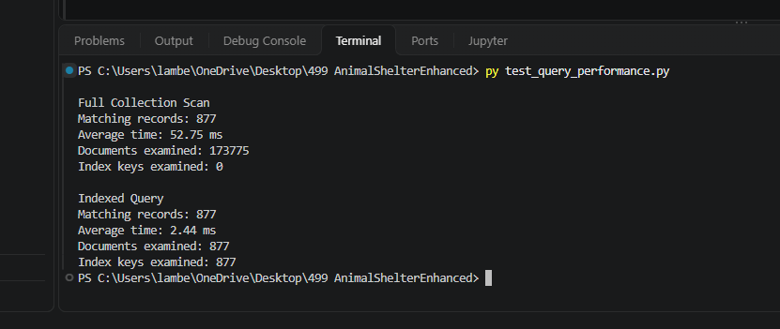 Problems Output Debug Console Terminal Ports Jupyter
PS C:\Users\lambe\OneDrive\Desktop\499 AnimalShelterEnhanced> py test_query_performance.py
Full Collection Scan
Matching records: 877
Average time: 52.75 ms
Documents examined: 173775
Index keys examined: 0
Indexed Query
Matching records: 877
Average time: 2.44 ms
Documents examined: 877
Index keys examined: 877
PS C:\Users\lambe\OneDrive\Desktop\499 AnimalShelterEnhanced>